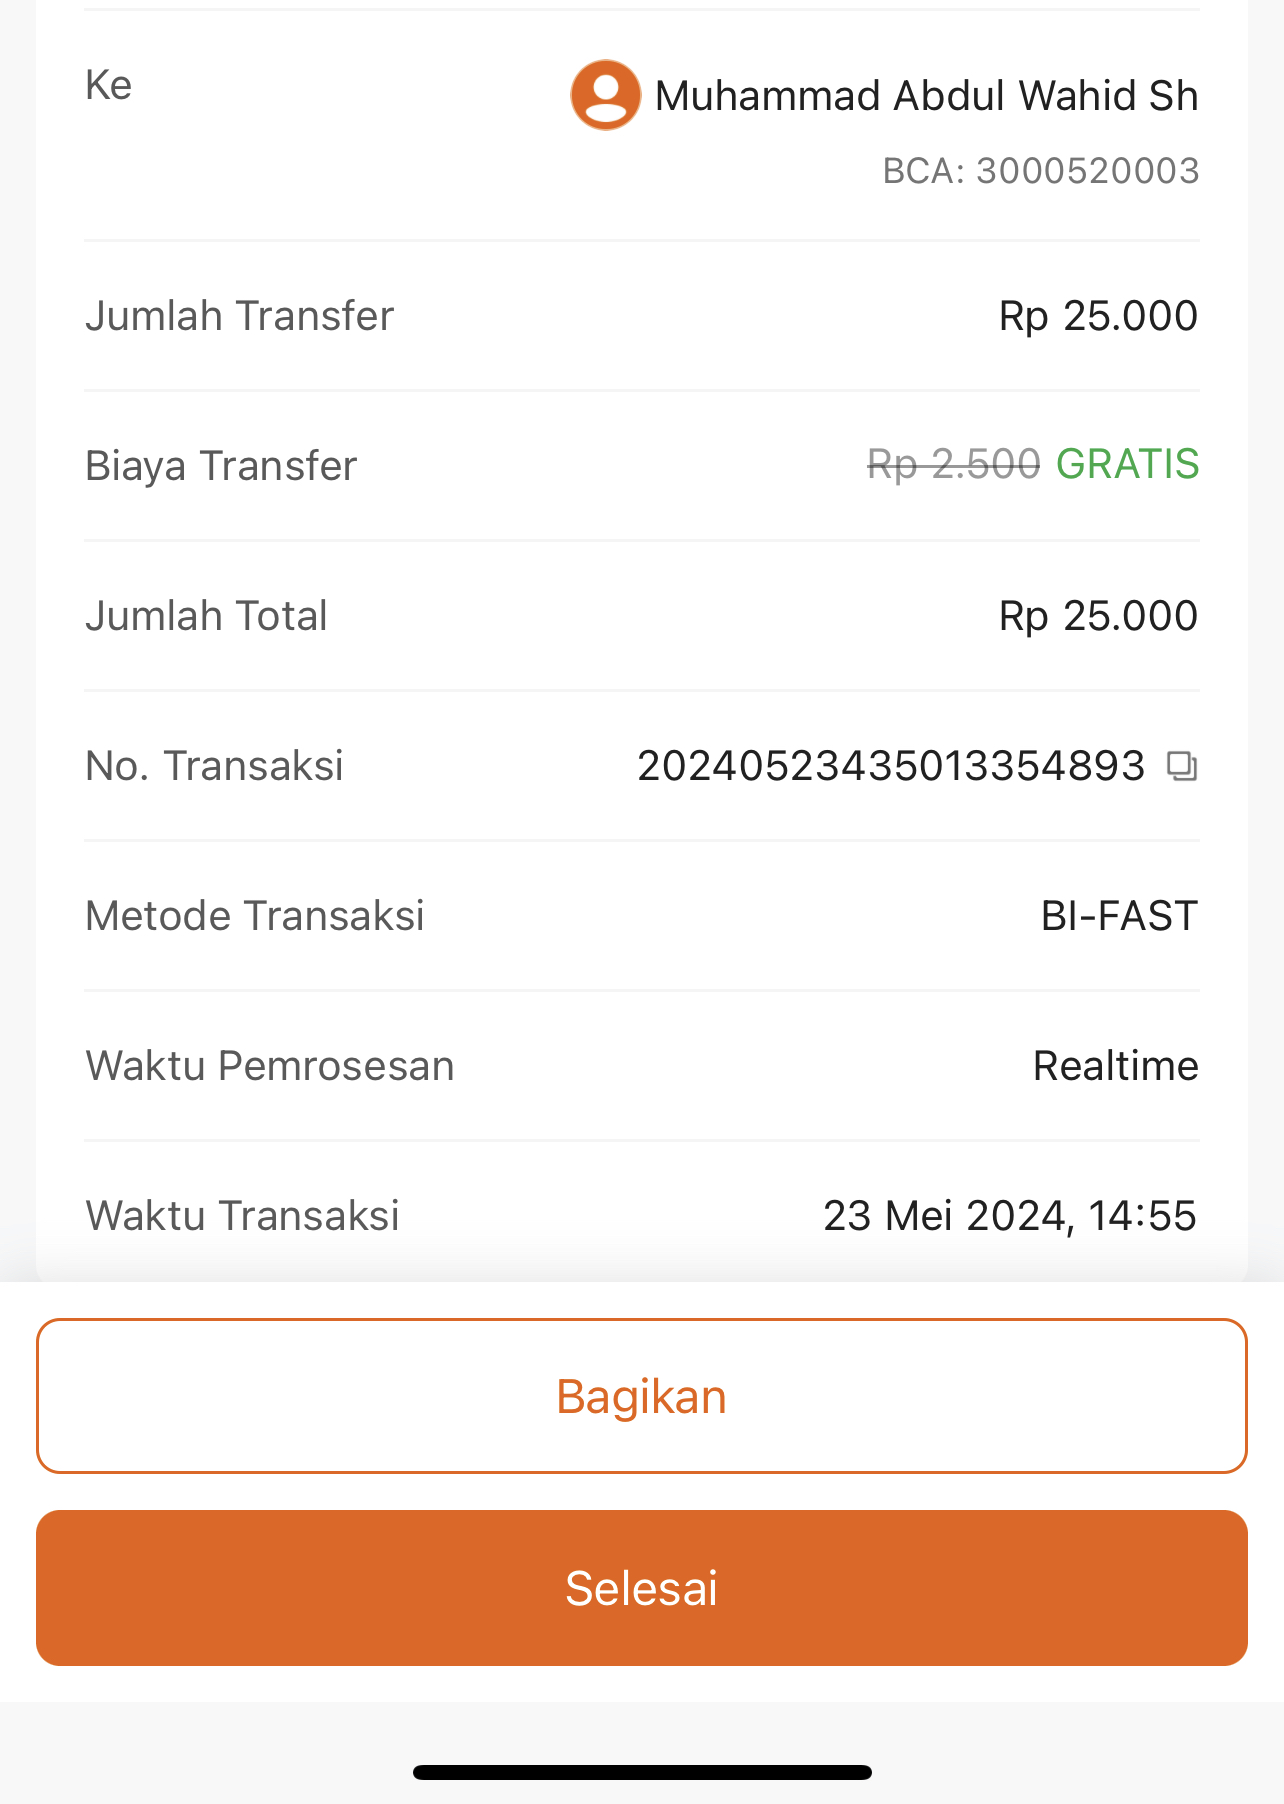 Ke
Muhammad Abdul Wahid Sh
BCA: 3000520003
Jumlah Transfer
Rp 25.000
Biaya Transfer
Rp 2.500 GRATIS
Jumlah Total
Rp 25.000
No. Transaksi
20240523435013354893
Metode Transaksi
BI-FAST
Waktu Pemrosesan
Realtime
Waktu Transaksi
23 Mei 2024, 14:55
Bagikan
Selesai